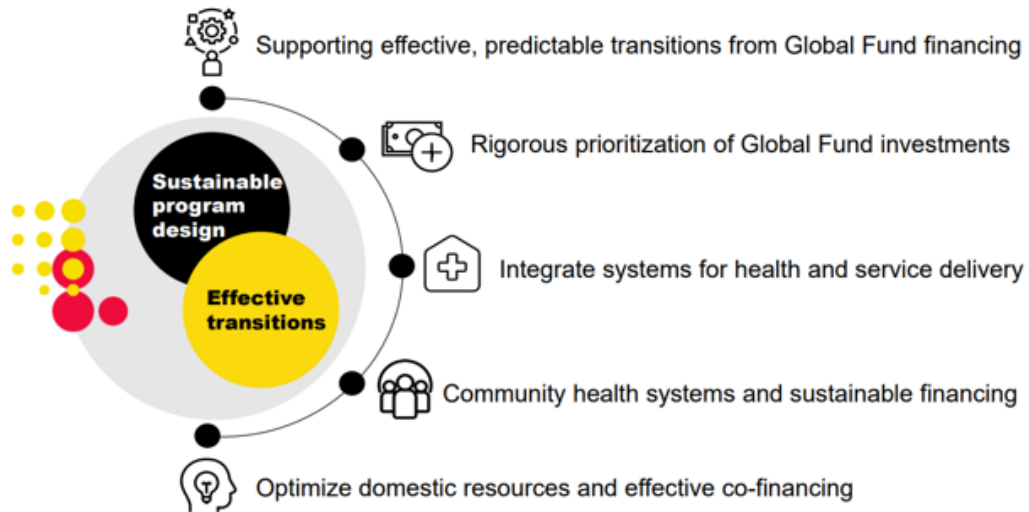 Supporting effective, predictable transitions from Global Fund financing
Rigorous prioritization of Global Fund investments
Sustainable
program
design
Integrate systems for health and service delivery
Effective
transitions
Community health systems and sustainable financing
Optimize domestic resources and effective co-financing